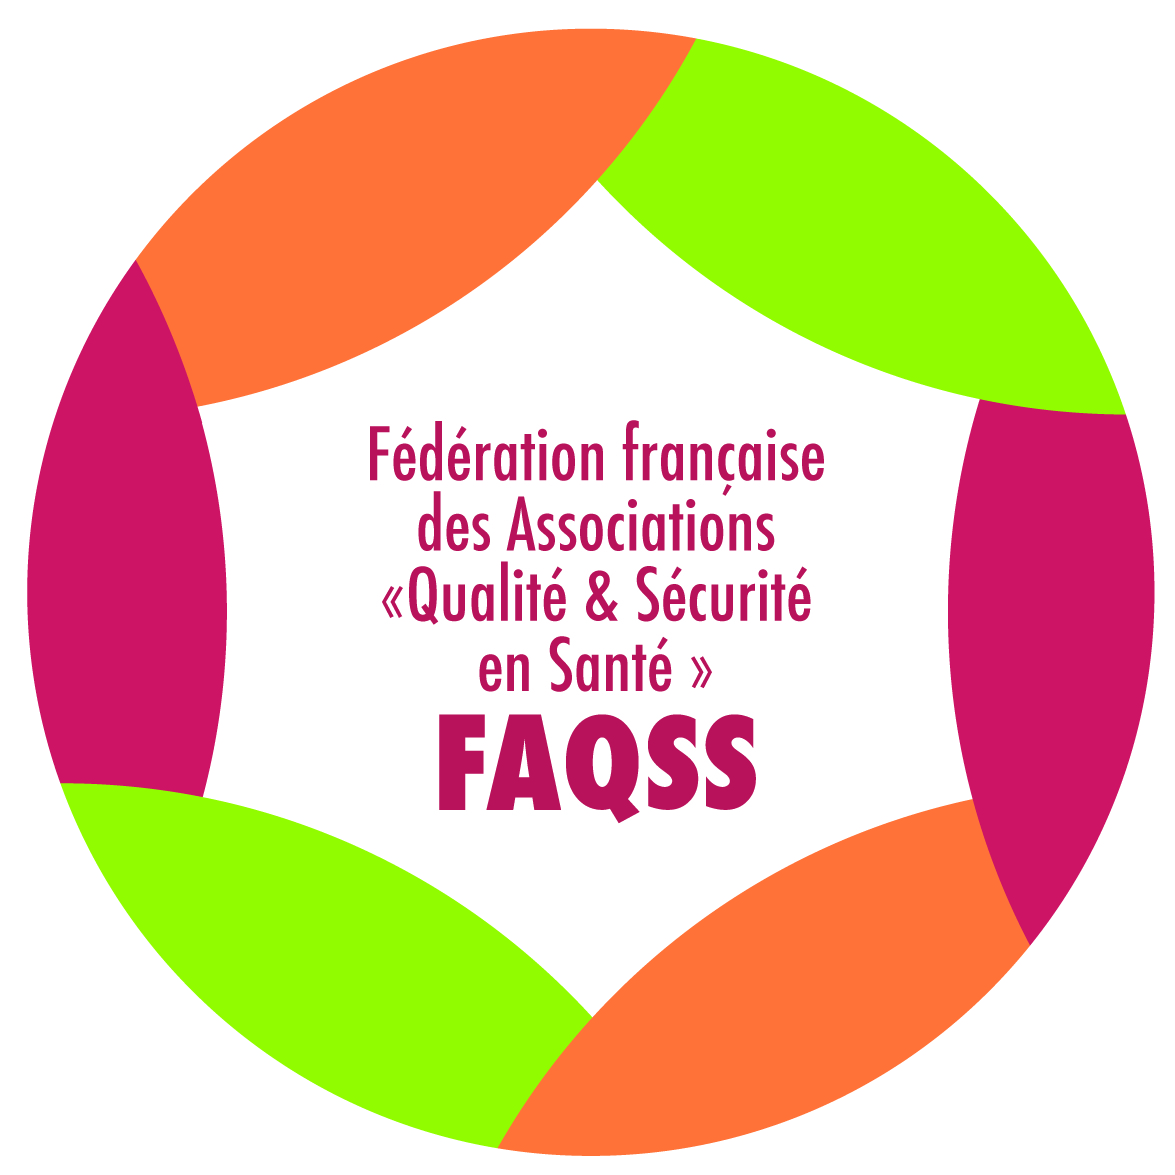 Fédération française
des Associations
«Qualité & Sécurité
en Santé »
FAQSS